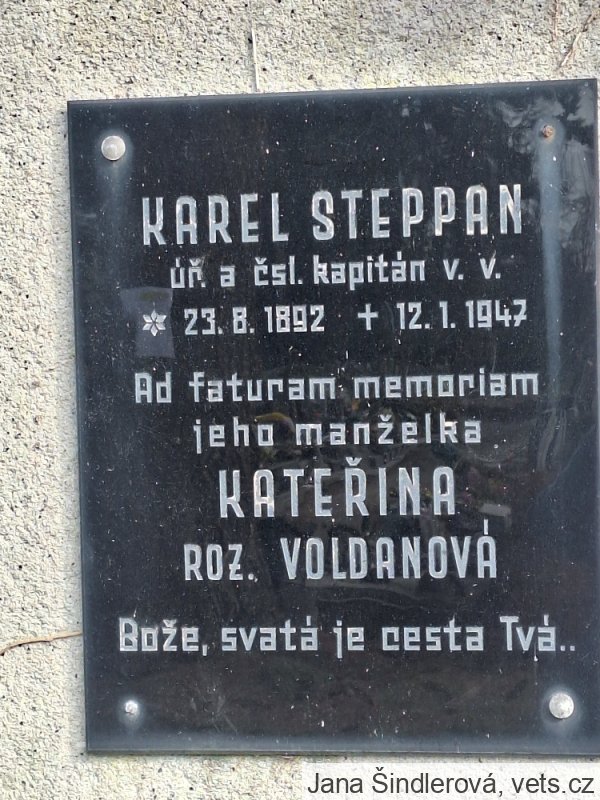 KAREL STEPPAN
úř. a čsl. kapitán v. v.
23. 8. 1892 + 12. 1. 1947
Ad faturam memoriam
jeho manželka
KATEŘINA
ROZ. VOLDANOVÁ
Bože, svatá je cesta Tvá..
Jana Šindlerová, vets.cz